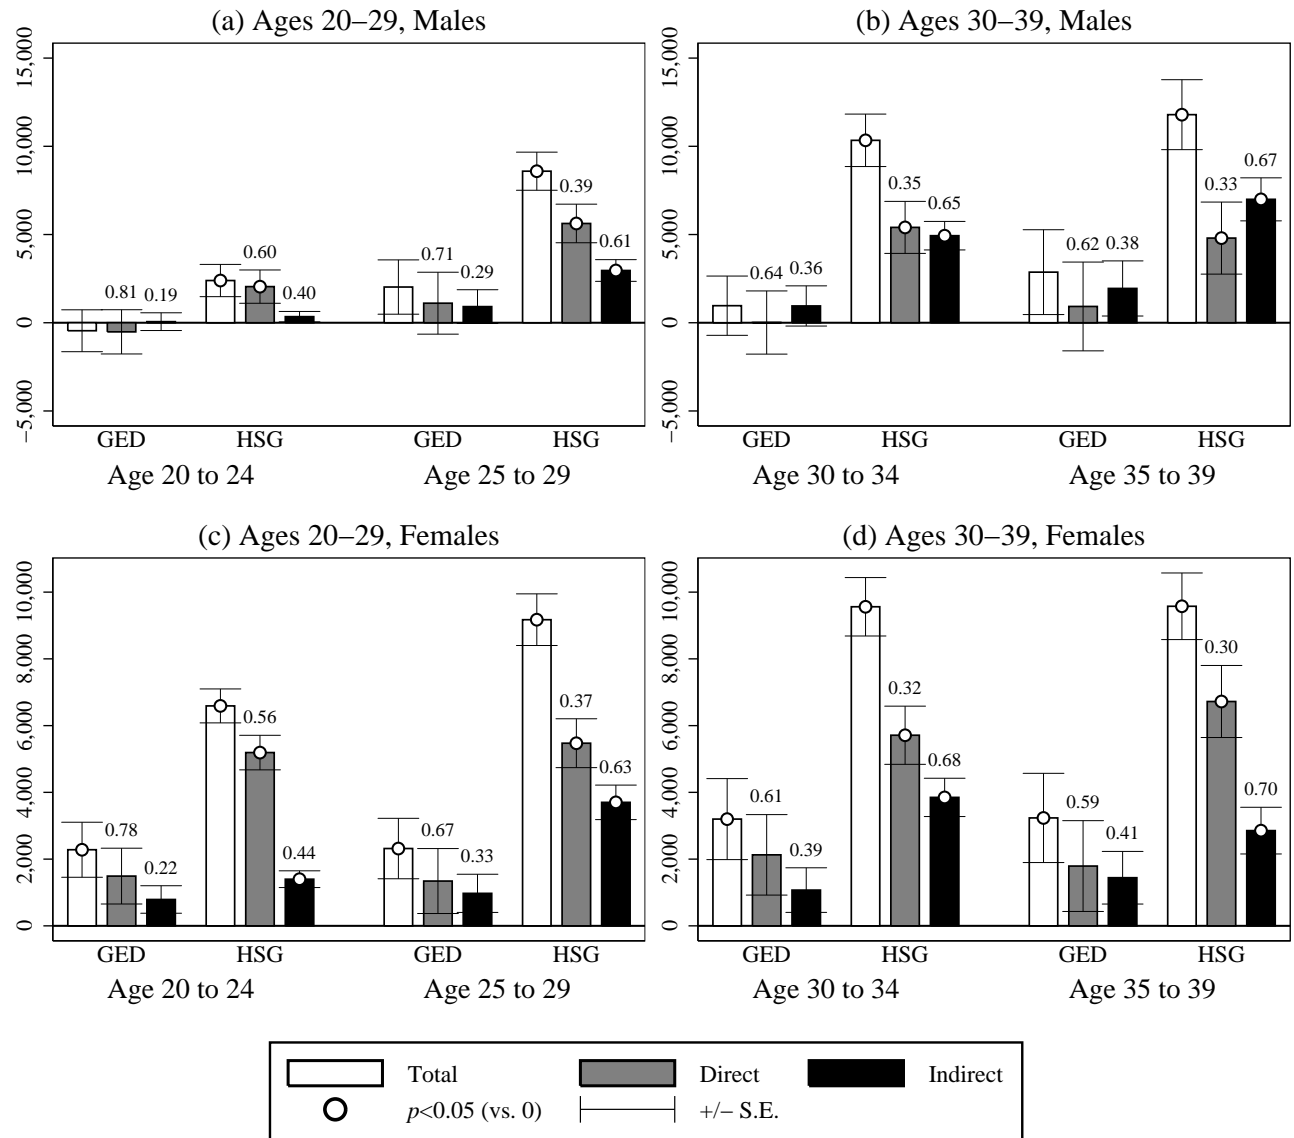 (a) Ages 20–29, Males
15,000
10,000
5,000
0
−5,000
0.81
0.19
0.60
0.40
0.71
0.29
0.39
0.61
GED
HSG
GED
HSG
Age 20 to 24
Age 25 to 29
(b) Ages 30–39, Males
15,000
10,000
5,000
0
−5,000
0.64
0.36
0.35
0.65
0.62
0.38
0.33
0.67
GED
HSG
GED
HSG
Age 30 to 34
Age 35 to 39
(c) Ages 20–29, Females
10,000
8,000
6,000
4,000
2,000
0
0.78
0.22
0.56
0.44
0.67
0.33
0.37
0.63
GED
HSG
GED
HSG
Age 20 to 24
Age 25 to 29
(d) Ages 30–39, Females
10,000
8,000
6,000
4,000
2,000
0
0.61
0.39
0.32
0.68
0.59
0.41
0.30
0.70
GED
HSG
GED
HSG
Age 30 to 34
Age 35 to 39
Total
Direct
Indirect
p<0.05 (vs. 0)
+/− S.E.